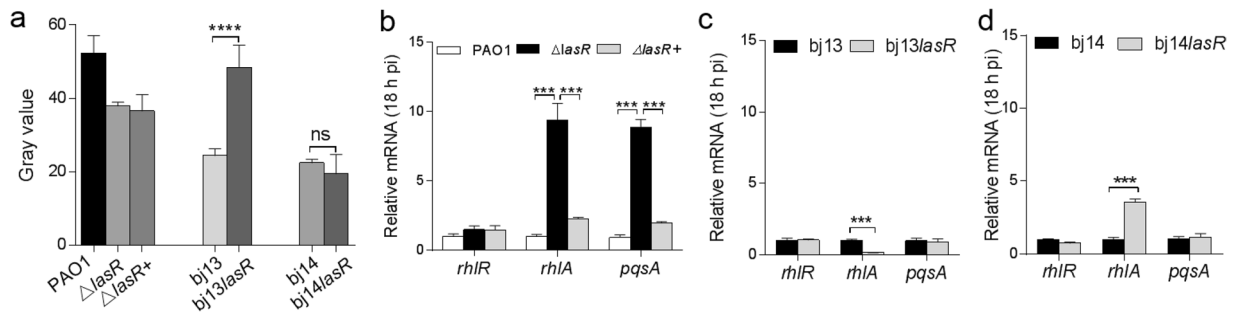 a
Gray value
60
40
20
0
****
ns
PAO1
△lasR
△lasR+
bj13
bj13lasR
bj14
bj14lasR
b
Relative mRNA (18 h pi)
15
10
5
0
PAO1 ΔlasR ΔlasR+
*** ***
*** ***
rhlR rhlA pqsA
c
Relative mRNA (18 h pi)
15
10
5
0
bj13 bj13lasR
***
rhlR rhlA pqsA
d
Relative mRNA (18 h pi)
15
10
5
0
bj14 bj14lasR
***
rhlR rhlA pqsA